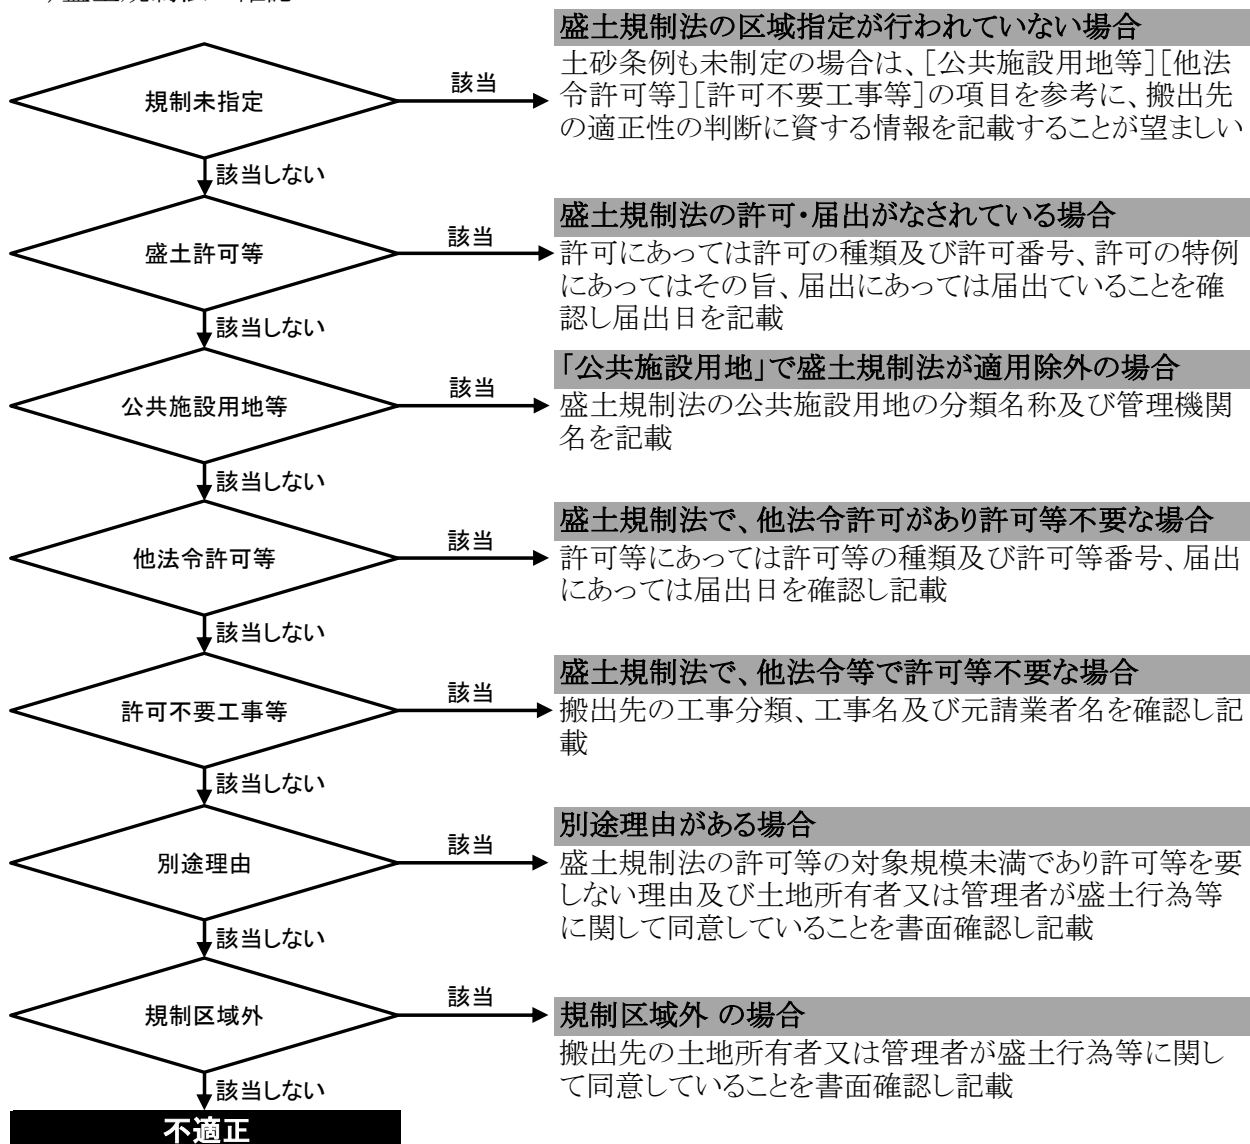 盛土規制法の区域指定が行われていない場合
規制未指定
該当
土砂条例も未制定の場合は、［公共施設用地等］［他法
令許可等］［許可不要工事等］の項目を参考に、搬出先
の適正性の判断に資する情報を記載することが望ましい
該当しない
盛土規制法の許可・届出がなされている場合
盛土許可等
該当
許可にあっては許可の種類及び許可番号、許可の特例
にあってはその旨、届出にあっては届出ていることを確
認し届出日を記載
該当しない
「公共施設用地」で盛土規制法が適用除外の場合
公共施設用地等
該当
盛土規制法の公共施設用地の分類名称及び管理機関
名を記載
該当しない
盛土規制法で、他法令許可があり許可等不要な場合
他法令許可等
該当
許可等にあっては許可等の種類及び許可等番号、届出
にあっては届出日を確認し記載
該当しない
盛土規制法で、他法令等で許可等不要な場合
許可不要工事等
該当
搬出先の工事分類、工事名及び元請業者名を確認し記
載
該当しない
別途理由がある場合
別途理由
該当
盛土規制法の許可等の対象規模未満であり許可等を要
しない理由及び土地所有者又は管理者が盛土行為等
に関して同意していることを書面確認し記載
該当しない
規制区域外 の場合
規制区域外
該当
搬出先の土地所有者又は管理者が盛土行為等に関し
て同意していることを書面確認し記載
該当しない
不適正